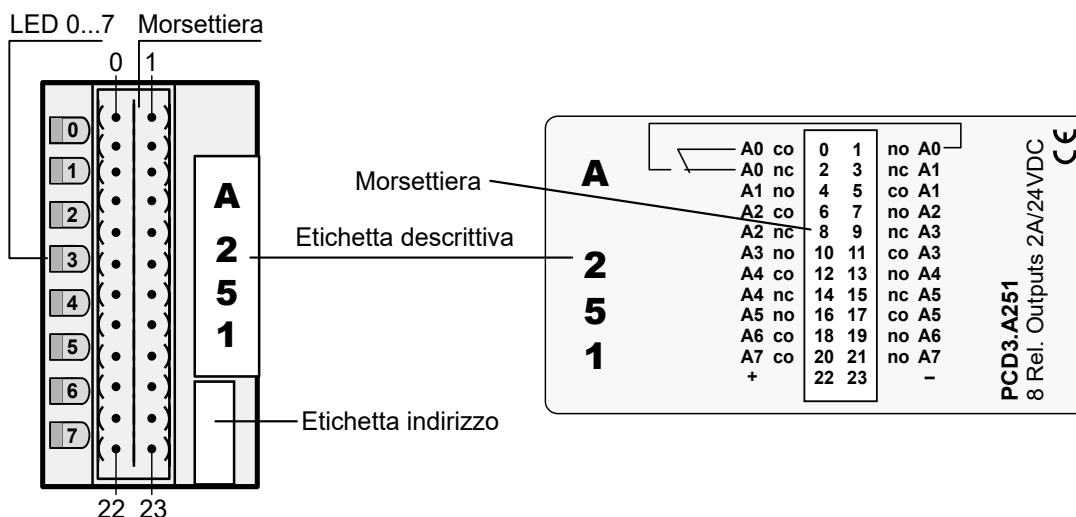 LED 0...7 Morsettiera
0 1
0
1
2
3
4
5
6
7
A
2
5
1
22 23
Morsettiera
Etichetta descrittiva
Etichetta indirizzo
A
2
5
1
A0 co 0 1 no A0
A0 nc 2 3 nc A1
A1 no 4 5 co A1
A2 co 6 7 no A2
A2 nc 8 9 nc A3
A3 no 10 11 co A3
A4 co 12 13 no A4
A4 nc 14 15 nc A5
A5 no 16 17 co A5
A6 co 18 19 no A6
A7 co 20 21 no A7
+ 22 23 –
PCD3.A251
8 Rel. Outputs 2A/24VDC
CE